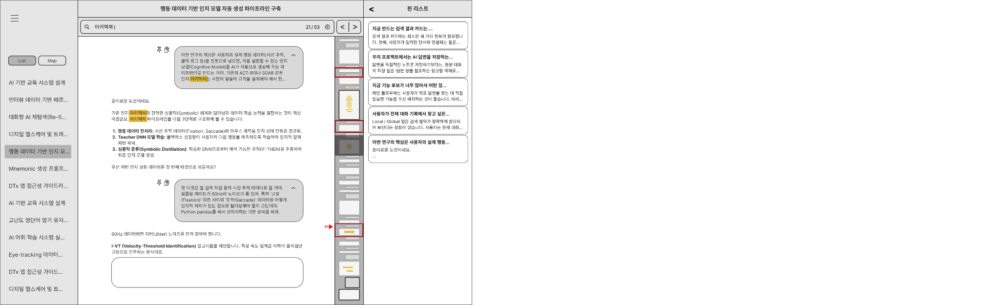 List
Map
AI 기반 교육 시스템 설계
인터뷰 데이터 기반 페르...
대화형 AI 재탐색(Re-fi...
디지털 헬스케어 및 트래...
행동 데이터 기반 인지 모...
Mnemonic 생성 프롬프...
DTx 앱 접근성 가이드라...
AI 기반 교육 시스템 설계
고난도 영단어 암기 유지...
AI 어휘 학습 시스템 실...
Eye-tracking 데이터...
DTx 앱 접근성 가이드...
디지털 헬스케어 및 트...
행동 데이터 기반 인지 모델 자동 생성 파이프라인 구축
아키텍쳐 |
21 / 53
< | >
이번 연구의 핵심은 사용자의 실제 행동 데이터(시선 추적,
클릭 로그 등)를 인풋으로 넣으면, 이를 설명할 수 있는 인지
모델(Cognitive Model)을 AI가 자동으로 생성해 주는 파
이프라인을 만드는 거야. 기존의 ACT-R이나 SOAR 같은
인지 아키텍처는 사람이 일일이 규칙을 설계해야 해서 한...
흥미로운 도전이네요.
기존 인지 아키텍처의 강력한 심볼릭(Symbolic) 체계와 딥러닝의 데이터 학습 능력을 결합하는 것이 핵심
이겠군요. 아키텍처 파이프라인을 다음 3단계로 구조화해 볼 수 있습니다:
1. 행동 데이터 전처리: 시선 추적 데이터(Fixation, Saccade)와 마우스 궤적을 인지 상태 단위로 정규화.
2. Teacher DNN 모델 학습: 블랙박스 신경망이 사용자의 다음 행동을 예측하도록 학습하여 인지적 잠재
패턴 파악.
3. 심볼릭 증류(Symbolic Distillation): 학습된 DNN으로부터 해석 가능한 규칙(IF-THEN)을 추출하여
최종 인지 모델 생성.
우선 어떤 인지 실험 데이터를 첫 번째 타겟으로 삼을까요?
첫 타겟은 웹 검색 작업 중의 시선 추적 데이터로 할 거야.
샘플링 레이트가 60Hz라 노이즈가 좀 있어. 특히 '고정
(Fixation)' 지점 사이의 '도약(Saccade)' 데이터를 어떻게
인지적 의미가 있는 정보로 필터링해야 할지 고민이야.
Python pandas를 써서 전처리하는 기본 로직을 짜줘.
60Hz 데이터라면 지터(Jitter) 노이즈를 먼저 잡아야 합니다.
I-VT (Velocity-Threshold Identification) 알고리즘을 제안합니다. 특정 속도 임계값 이하의 움직임만
고정으로 간주하는 방식이죠.
P1
< 핀 리스트
지금 만드는 검색 결과 카드는....
검색 결과 카드에는 최소한 세 가지 정보가 필요합니
다. 첫째, 사용자가 입력한 단서와 연결되는 질문...
우리 프로젝트에서는 AI 답변을 저장하는...
답변을 독립적인 노트로 저장하기보다는, 원본 대화
의 특정 질문-답변 쌍을 참조하는 링크형 객체로...
지금 기능 후보가 너무 많아서 어떤 걸...
메인 플로우에는 사용자가 목표 답변을 찾는 데 직접
필요한 기능을 우선 배치하는 것이 좋습니다. 따라...
사용자가 전체 대화 기록에서 찾고 싶은...
Local / Global 탭은 검색 범위가 명확하게 분리되
어 보인다는 장점이 있습니다. 사용자는 현재 대화...
이번 연구의 핵심은 사용자의 실제 행동...
흥미로운 도전이네요.
...